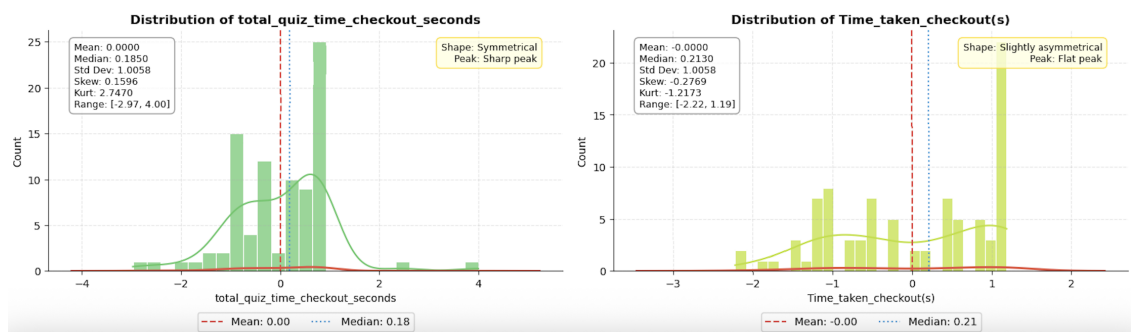 Distribution of total_quiz_time_checkout_seconds
Mean: 0.0000
Median: 0.1850
Std Dev: 1.0058
Skew: 0.1596
Kurt: 2.7470
Range: [-2.97, 4.00]
Shape: Symmetrical
Peak: Sharp peak
Count
25
20
15
10
5
0
−4
−2
0
2
4
total_quiz_time_checkout_seconds
Mean: 0.00
Median: 0.18
Distribution of Time_taken_checkout(s)
Mean: -0.0000
Median: 0.2130
Std Dev: 1.0058
Skew: -0.2769
Kurt: -1.2173
Range: [-2.22, 1.19]
Shape: Slightly asymmetrical
Peak: Flat peak
Count
20
15
10
5
0
−3
−2
−1
0
1
2
Time_taken_checkout(s)
Mean: -0.00
Median: 0.21